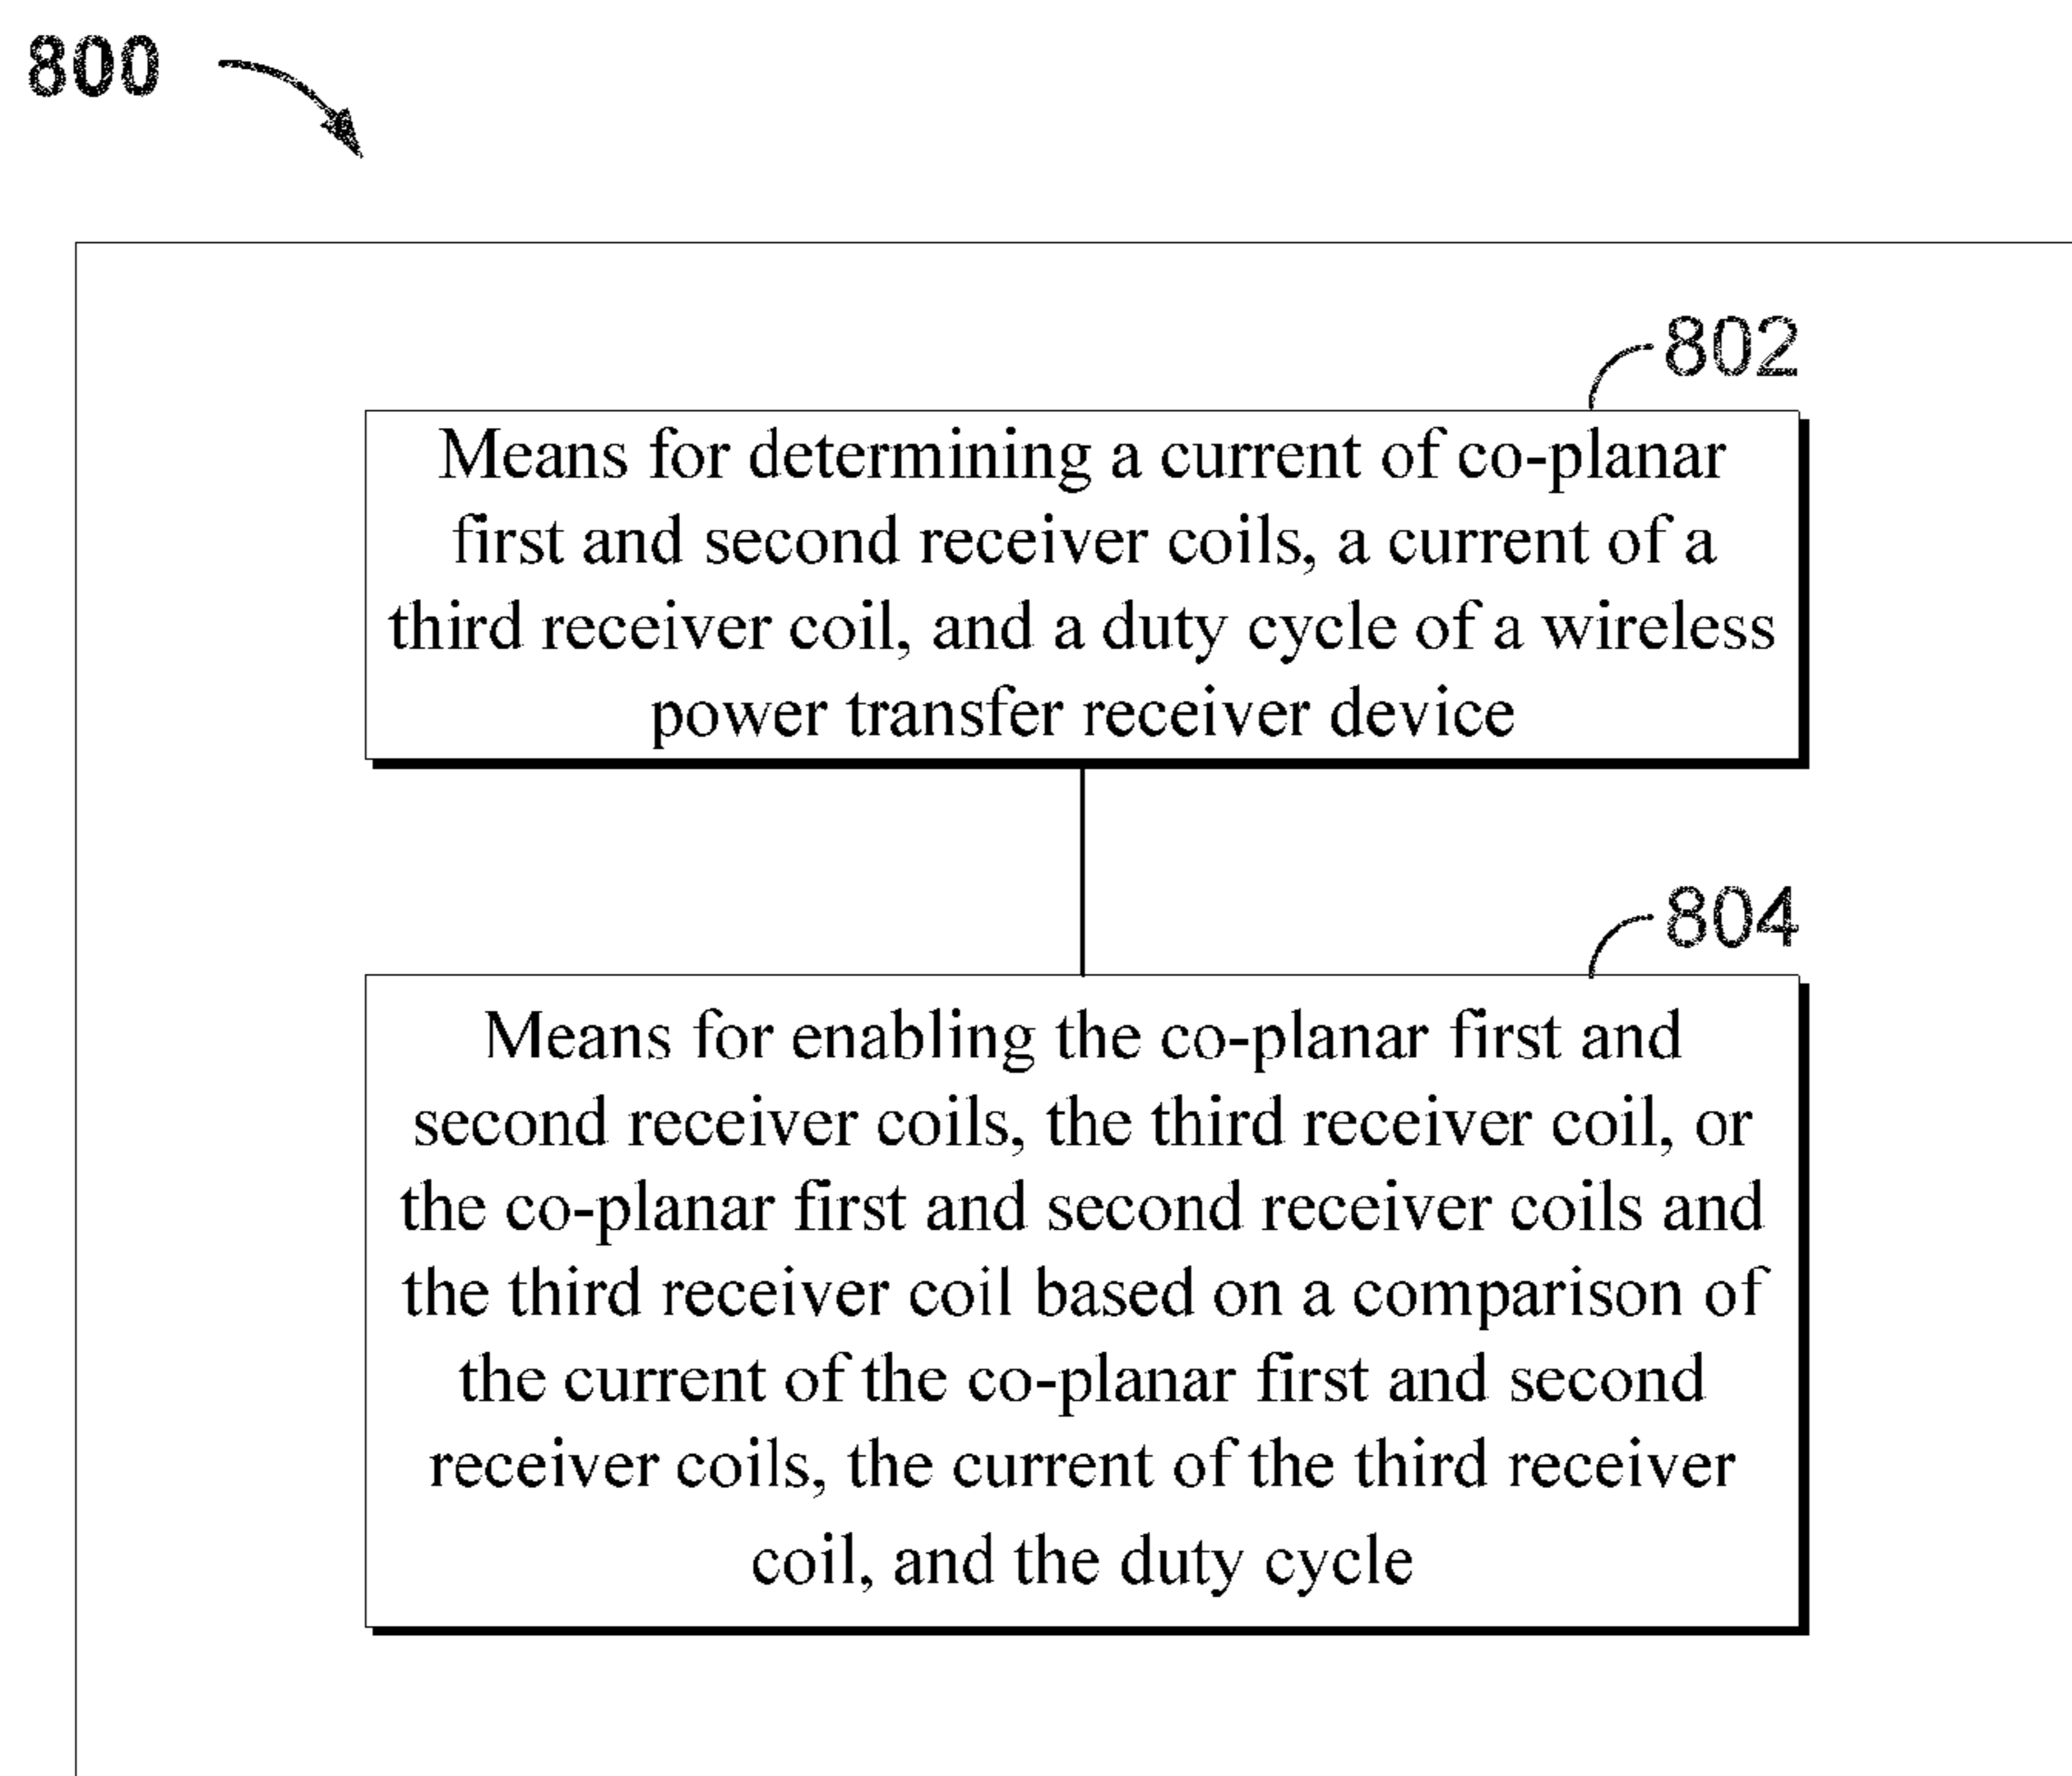 800
802
Means for determining a current of co-planar
first and second receiver coils, a current of a
third receiver coil, and a duty cycle of a wireless
power transfer receiver device
804
Means for enabling the co-planar first and
second receiver coils, the third receiver coil, or
the co-planar first and second receiver coils and
the third receiver coil based on a comparison of
the current of the co-planar first and second
receiver coils, the current of the third receiver
coil, and the duty cycle